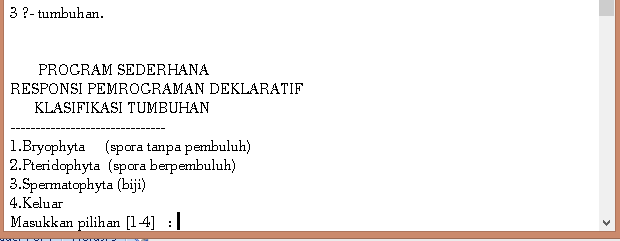 3 ?- tumbuhan.
PROGRAM SEDERHANA
RESPONSI PEMROGRAMAN DEKLARATIF
KLASIFIKASI TUMBUHAN
-------------------------------
1.Bryophyta (spora tanpa pembuluh)
2.Pteridophyta (spora berpembuluh)
3.Spermatophyta (biji)
4.Keluar
Masukkan pilihan [1-4] :